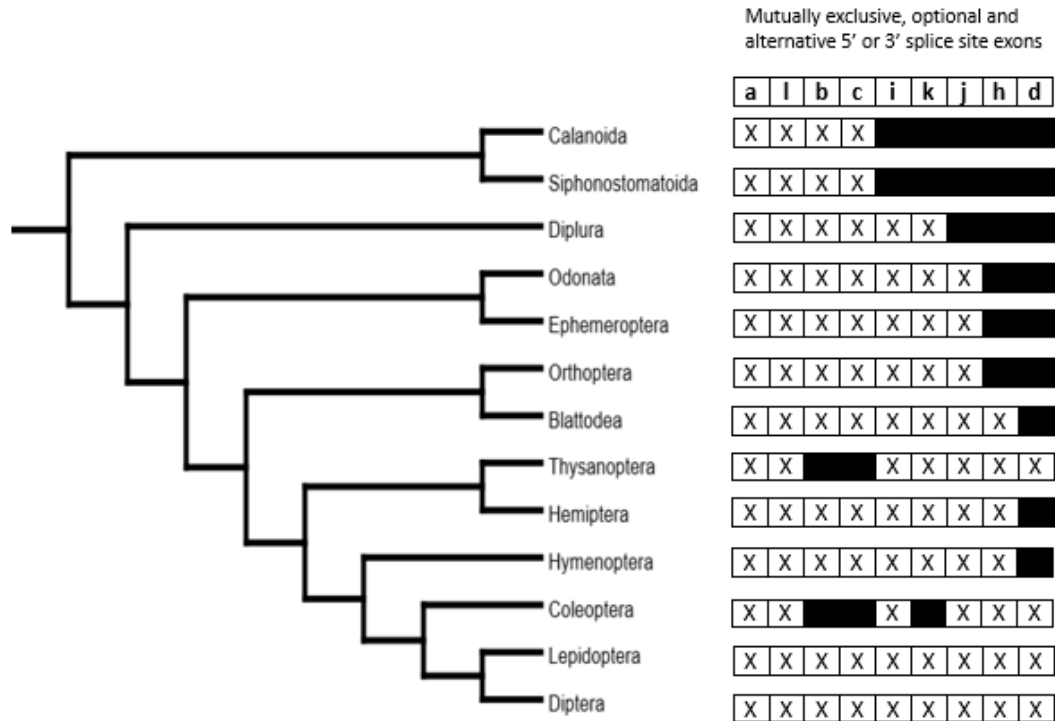 Mutually exclusive, optional and
alternative 5' or 3' splice site exons
a l b c i k j h d
Calanoida X X X X
Siphonostomatoida X X X X
Diplura X X X X X X
Odonata X X X X X X X
Ephemeroptera X X X X X X X
Orthoptera X X X X X X X
Blattodea X X X X X X X X
Thysanoptera X X X X X X X
Hemiptera X X X X X X X X
Hymenoptera X X X X X X X X
Coleoptera X X X X X X
Lepidoptera X X X X X X X X X
Diptera X X X X X X X X X